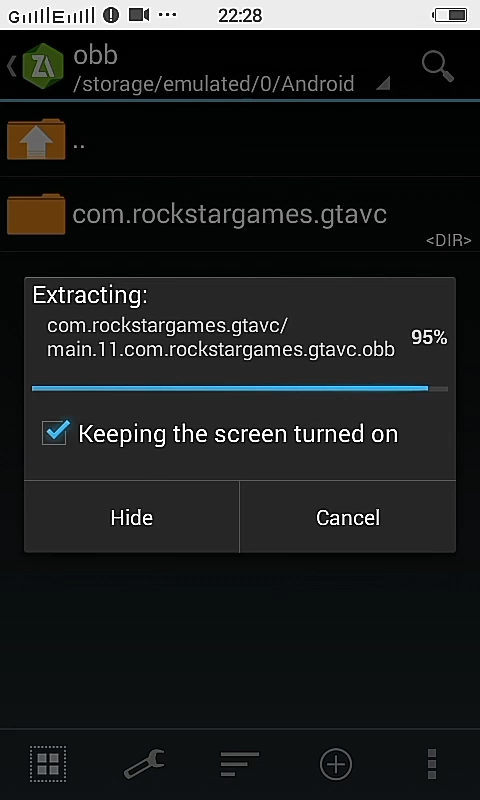 G E 22:28
ZA
obb
/storage/emulated/0/Android
..
com.rockstargames.gtavc
<DIR>
Extracting:
com.rockstargames.gtavc/
main.11.com.rockstargames.gtavc.obb
95%
Keeping the screen turned on
Hide Cancel